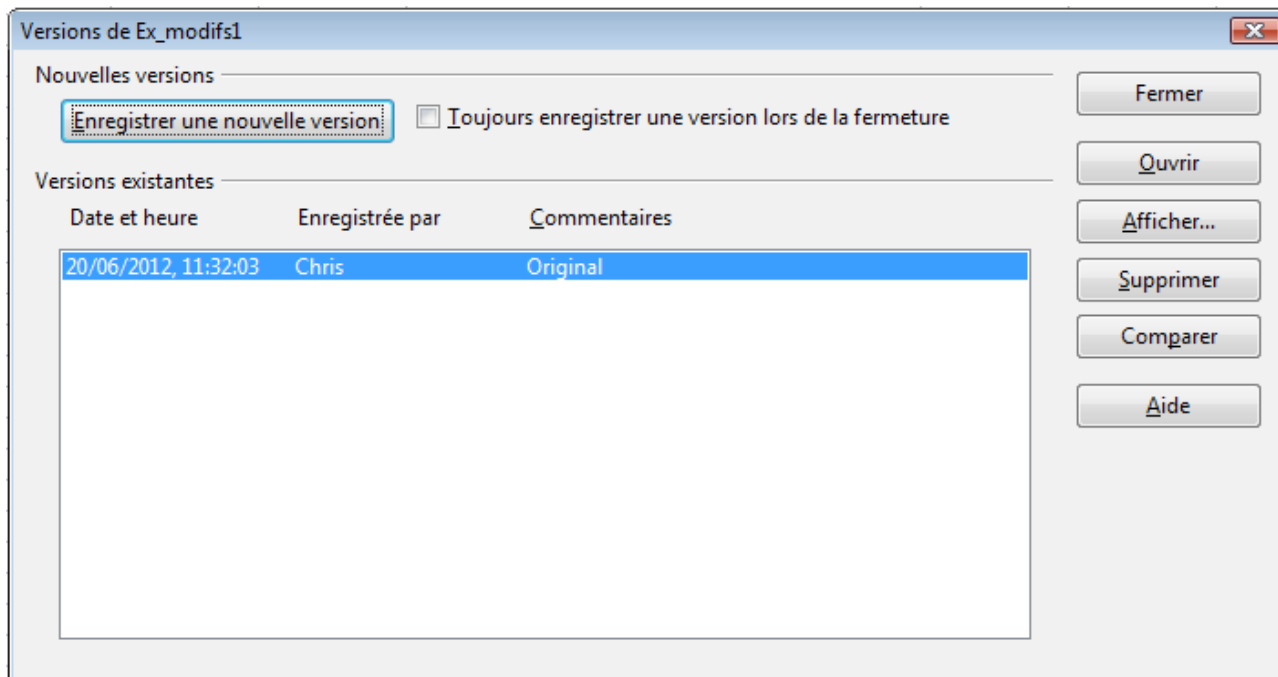 Versions de Ex_modifs1
Nouvelles versions
Enregistrer une nouvelle version
Toujours enregistrer une version lors de la fermeture
Versions existantes
Date et heure Enregistrée par Commentaires
20/06/2012, 11:32:03 Chris Original
Fermer
Ouvrir
Afficher...
Supprimer
Comparer
Aide